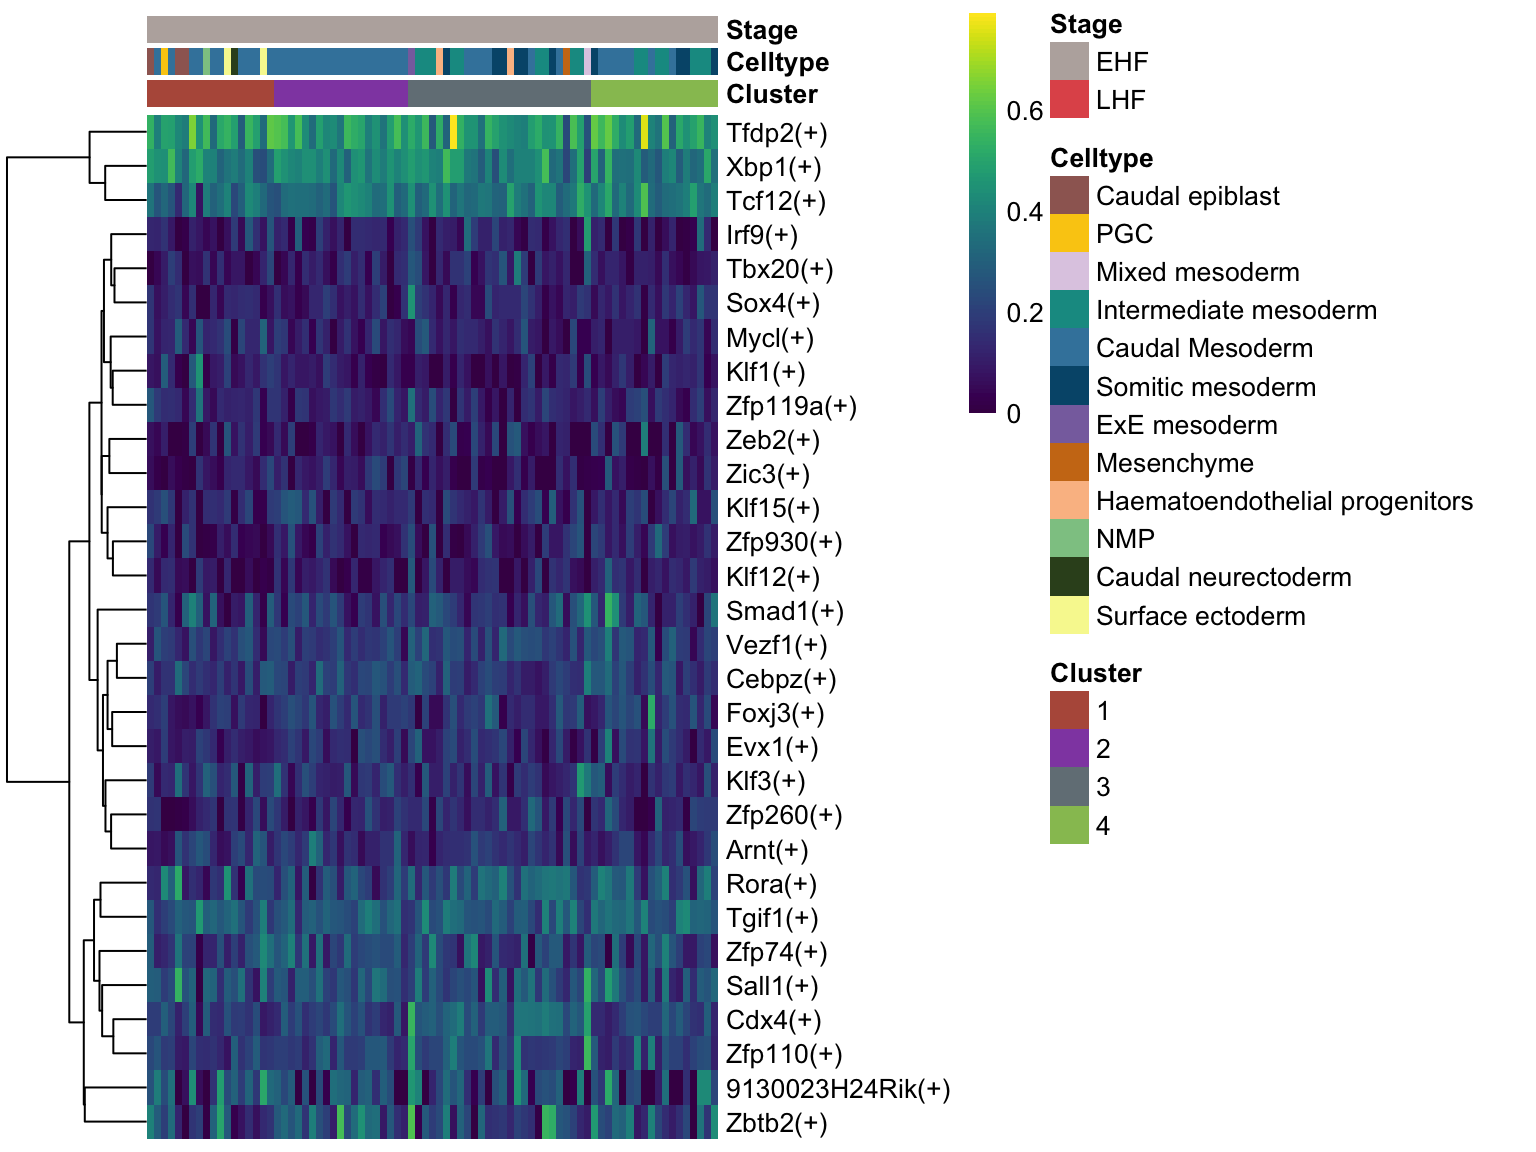 Stage
Celltype
Cluster
Tfdp2(+)
Xbp1(+)
Tcf12(+)
Irf9(+)
Tbx20(+)
Sox4(+)
Mycl(+)
Klf1(+)
Zfp119a(+)
Zeb2(+)
Zic3(+)
Klf15(+)
Zfp930(+)
Klf12(+)
Smad1(+)
Vezf1(+)
Cebpz(+)
Foxj3(+)
Evx1(+)
Klf3(+)
Zfp260(+)
Arnt(+)
Rora(+)
Tgif1(+)
Zfp74(+)
Sall1(+)
Cdx4(+)
Zfp110(+)
9130023H24Rik(+)
Zbtb2(+)
0.6
0.4
0.2
0
Stage
EHF
LHF
Celltype
Caudal epiblast
PGC
Mixed mesoderm
Intermediate mesoderm
Caudal Mesoderm
Somitic mesoderm
ExE mesoderm
Mesenchyme
Haematoendothelial progenitors
NMP
Caudal neurectoderm
Surface ectoderm
Cluster
1
2
3
4